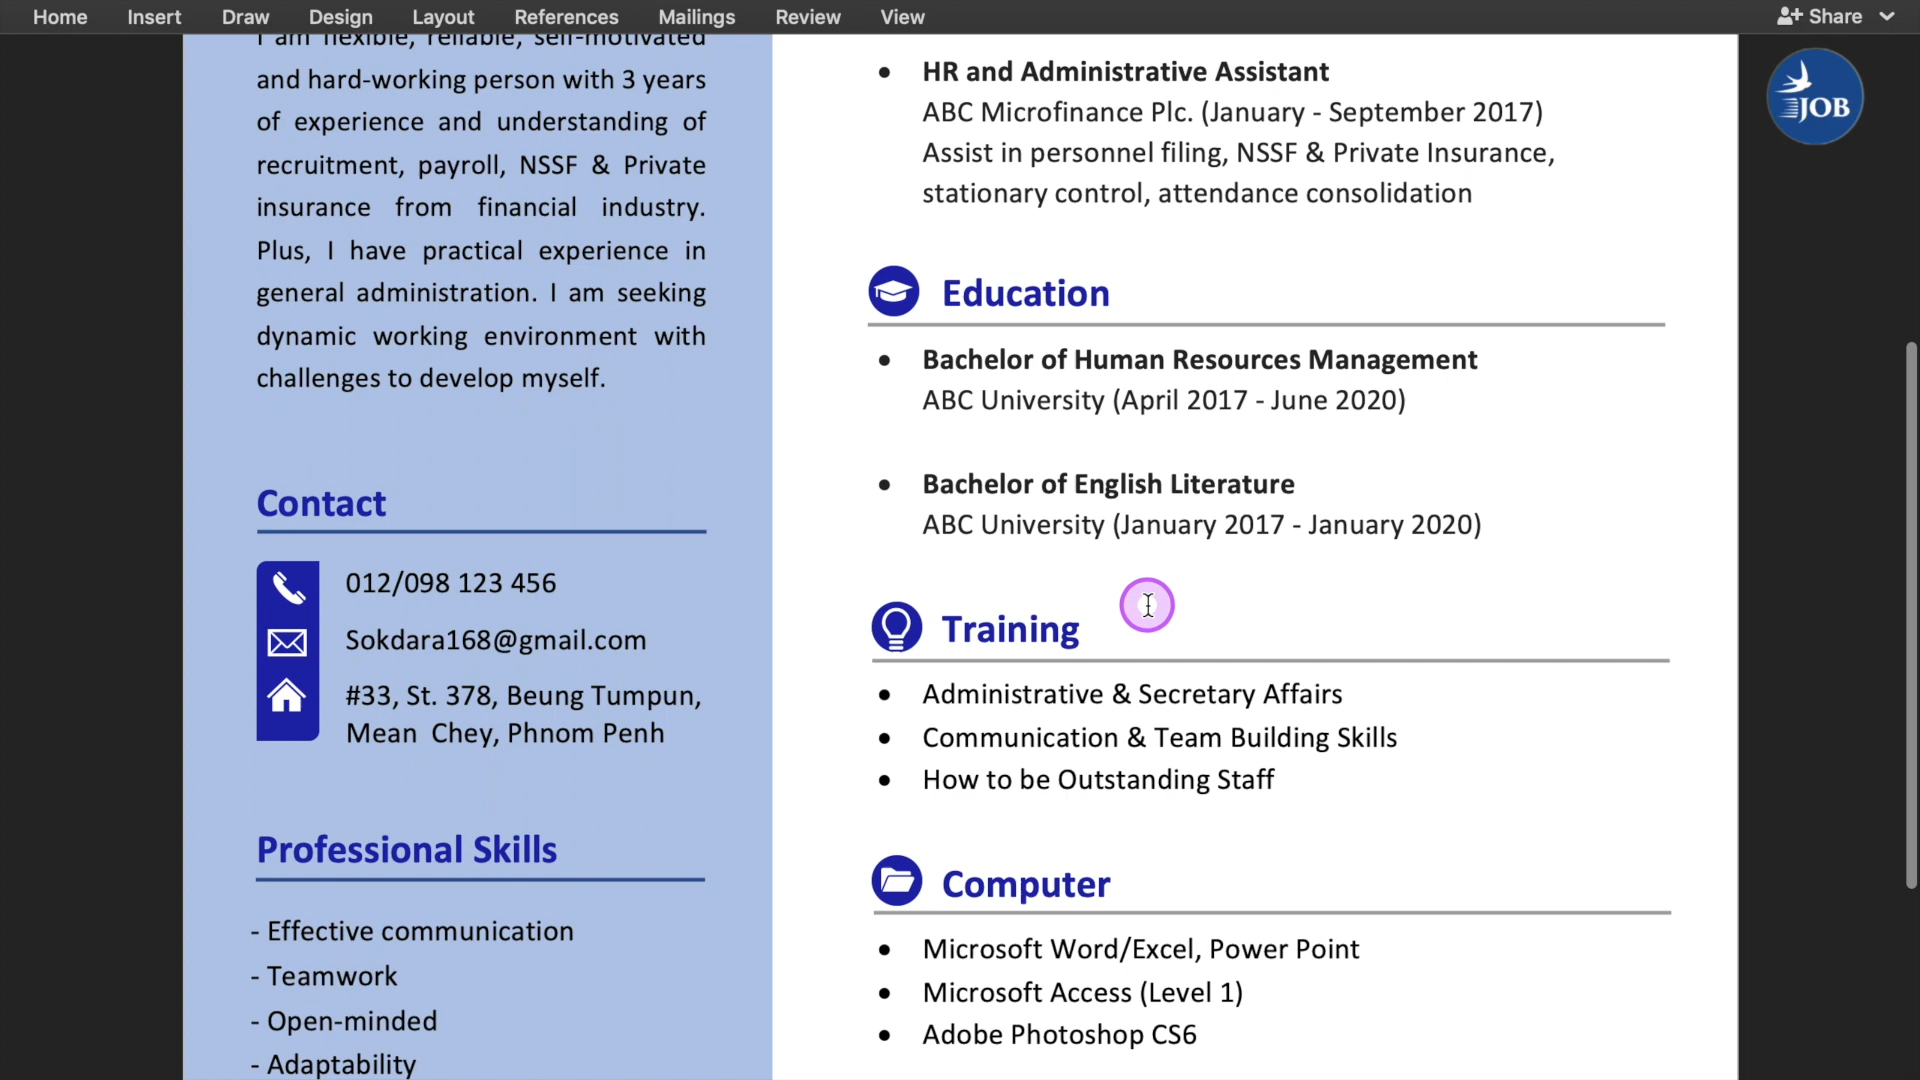 Home Insert Draw Design Layout References Mailings Review View Share
I am flexible, reliable, self-motivated
and hard-working person with 3 years
of experience and understanding of
recruitment, payroll, NSSF & Private
insurance from financial industry.
Plus, I have practical experience in
general administration. I am seeking
dynamic working environment with
challenges to develop myself.
Contact
012/098 123 456
Sokdara168@gmail.com
#33, St. 378, Beung Tumpun,
Mean Chey, Phnom Penh
Professional Skills
- Effective communication
- Teamwork
- Open-minded
- Adaptability
• HR and Administrative Assistant
ABC Microfinance Plc. (January - September 2017)
Assist in personnel filing, NSSF & Private Insurance,
stationary control, attendance consolidation
Education
• Bachelor of Human Resources Management
ABC University (April 2017 - June 2020)
• Bachelor of English Literature
ABC University (January 2017 - January 2020)
Training
• Administrative & Secretary Affairs
• Communication & Team Building Skills
• How to be Outstanding Staff
Computer
• Microsoft Word/Excel, Power Point
• Microsoft Access (Level 1)
• Adobe Photoshop CS6
JOB